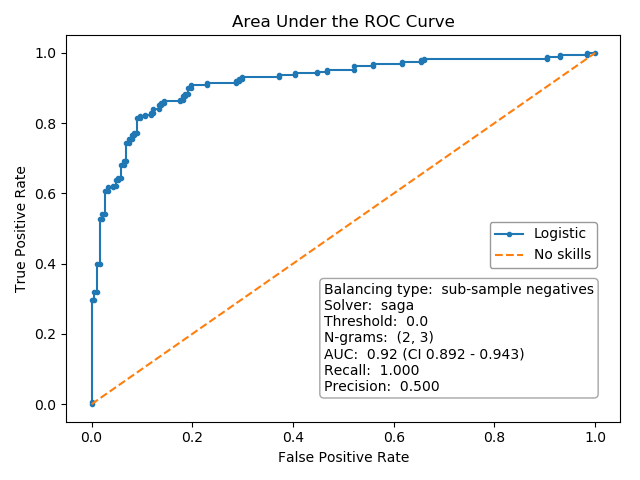 Area Under the ROC Curve
True Positive Rate
1.0
0.8
0.6
0.4
0.2
0.0
Logistic
No skills
Balancing type:  sub-sample negatives
Solver:  saga
Threshold:  0.0
N-grams:  (2, 3)
AUC:  0.92 (CI 0.892 - 0.943)
Recall:  1.000
Precision:  0.500
0.0 0.2 0.4 0.6 0.8 1.0
False Positive Rate